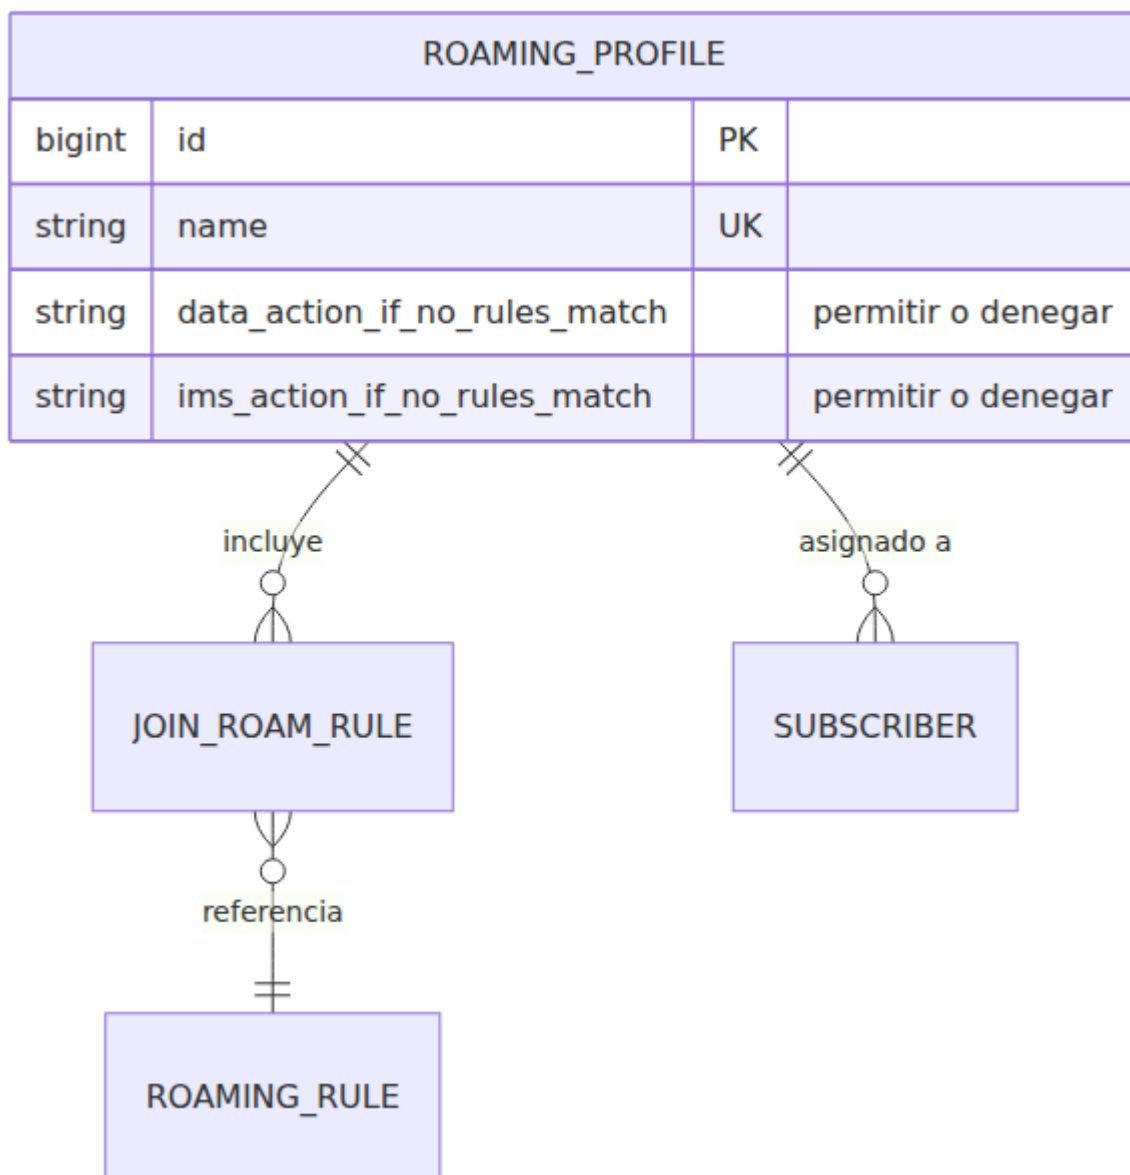 ROAMING_PROFILE
bigint id PK
string name UK
string data_action_if_no_rules_match permitir o denegar
string ims_action_if_no_rules_match permitir o denegar
incluye asignado a
JOIN_ROAM_RULE SUBSCRIBER
referencia
ROAMING_RULE